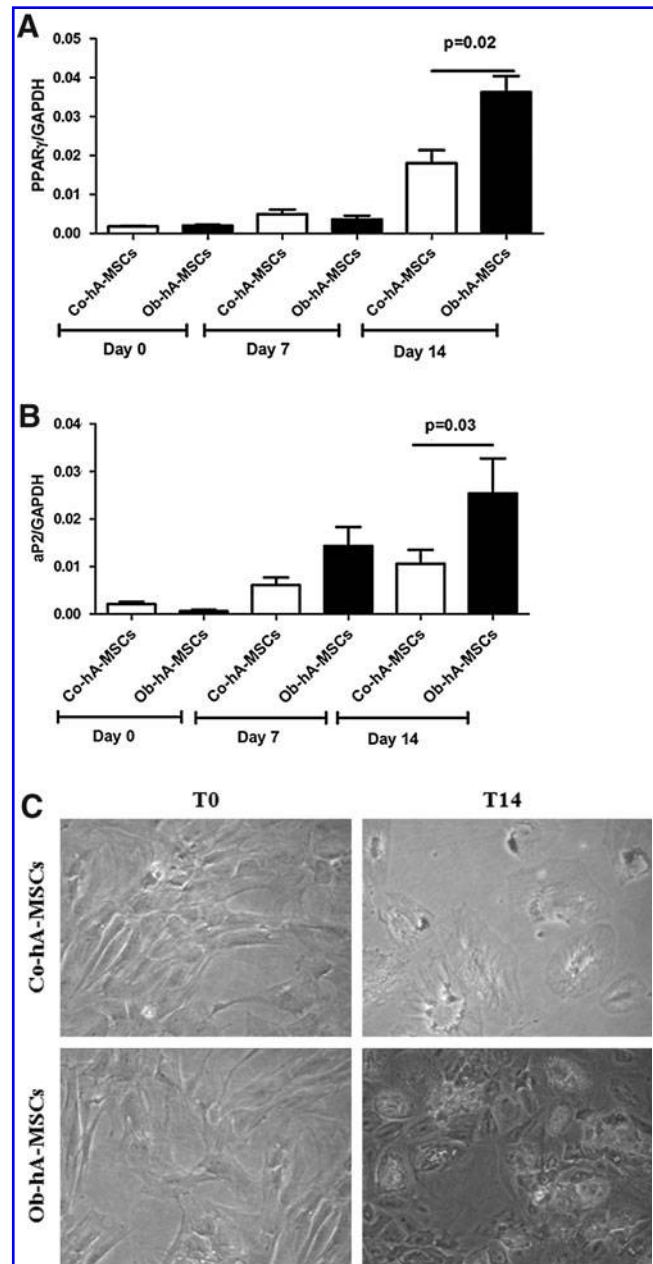 A
p=0.02
0.05
0.04
0.03
0.02
0.01
0.00
PPARγ/GAPDH
Co-hA-MSCs
Ob-hA-MSCs
Co-hA-MSCs
Ob-hA-MSCs
Co-hA-MSCs
Ob-hA-MSCs
Day 0
Day 7
Day 14
B
p=0.03
0.04
0.03
0.02
0.01
0.00
aP2/GAPDH
Co-hA-MSCs
Ob-hA-MSCs
Co-hA-MSCs
Ob-hA-MSCs
Co-hA-MSCs
Ob-hA-MSCs
Day 0
Day 7
Day 14
C
T0
T14
Co-hA-MSCs
Ob-hA-MSCs